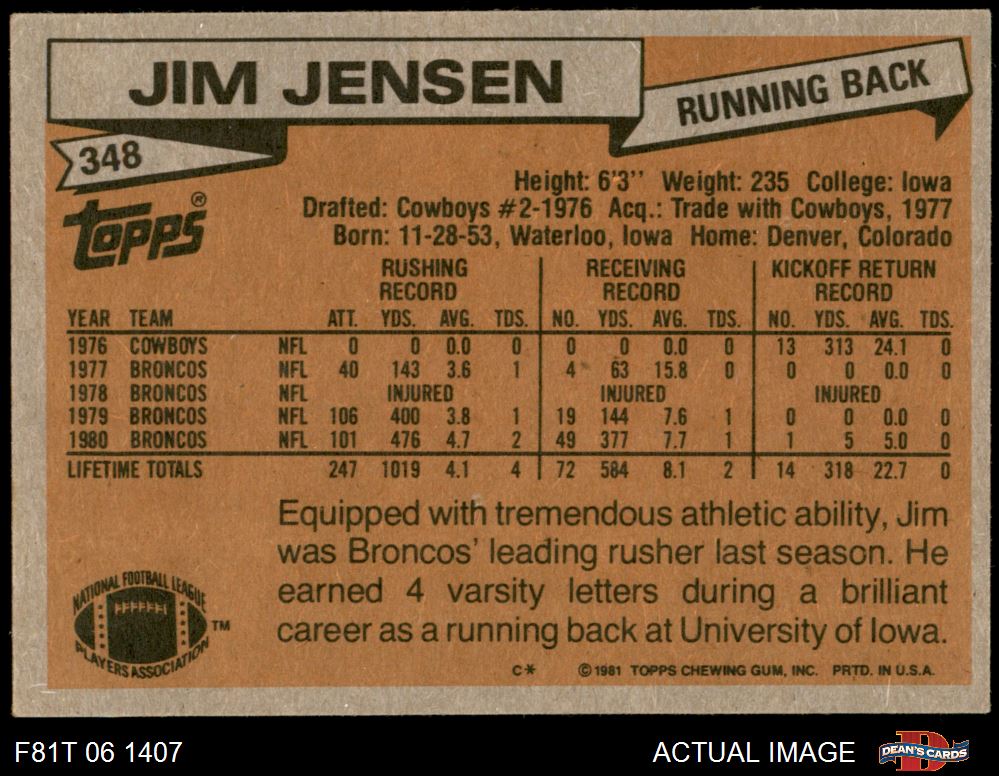 JIM JENSEN
RUNNING BACK
348
TOPPS®
Height: 6'3'' Weight: 235 College: Iowa
Drafted: Cowboys #2-1976 Acq.: Trade with Cowboys, 1977
Born: 11-28-53, Waterloo, Iowa Home: Denver, Colorado
RUSHING RECORD RECEIVING RECORD KICKOFF RETURN RECORD
YEAR TEAM ATT. YDS. AVG. TDS. NO. YDS. AVG. TDS. NO. YDS. AVG. TDS.
1976 COWBOYS NFL 0 0 0.0 0 0 0 0.0 0 13 313 24.1 0
1977 BRONCOS NFL 40 143 3.6 1 4 63 15.8 0 0 0 0.0 0
1978 BRONCOS NFL INJURED INJURED INJURED
1979 BRONCOS NFL 106 400 3.8 1 19 144 7.6 1 0 0 0.0 0
1980 BRONCOS NFL 101 476 4.7 2 49 377 7.7 1 1 5 5.0 0
LIFETIME TOTALS 247 1019 4.1 4 72 584 8.1 2 14 318 22.7 0
Equipped with tremendous athletic ability, Jim
was Broncos' leading rusher last season. He
earned 4 varsity letters during a brilliant
career as a running back at University of Iowa.
NATIONAL FOOTBALL LEAGUE
PLAYERS ASSOCIATION
TM
C* ©1981 TOPPS CHEWING GUM, INC. PRTD. IN U.S.A.
F81T 06 1407
ACTUAL IMAGE
D
DEAN'S CARDS